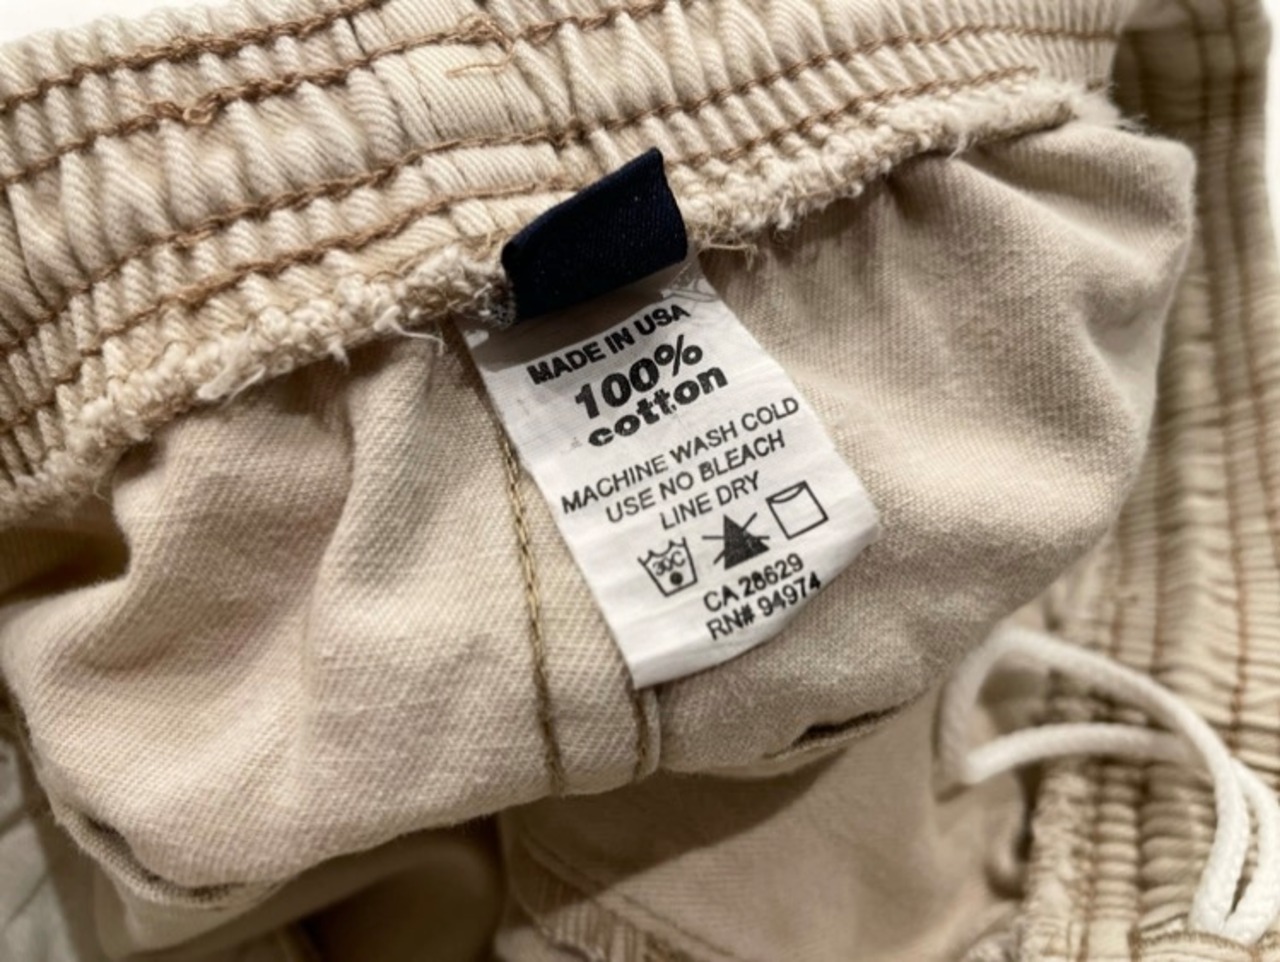 MADE IN USA
100%
cotton
MACHINE WASH COLD
USE NO BLEACH
LINE DRY
30C
CA 28629
RN# 94974